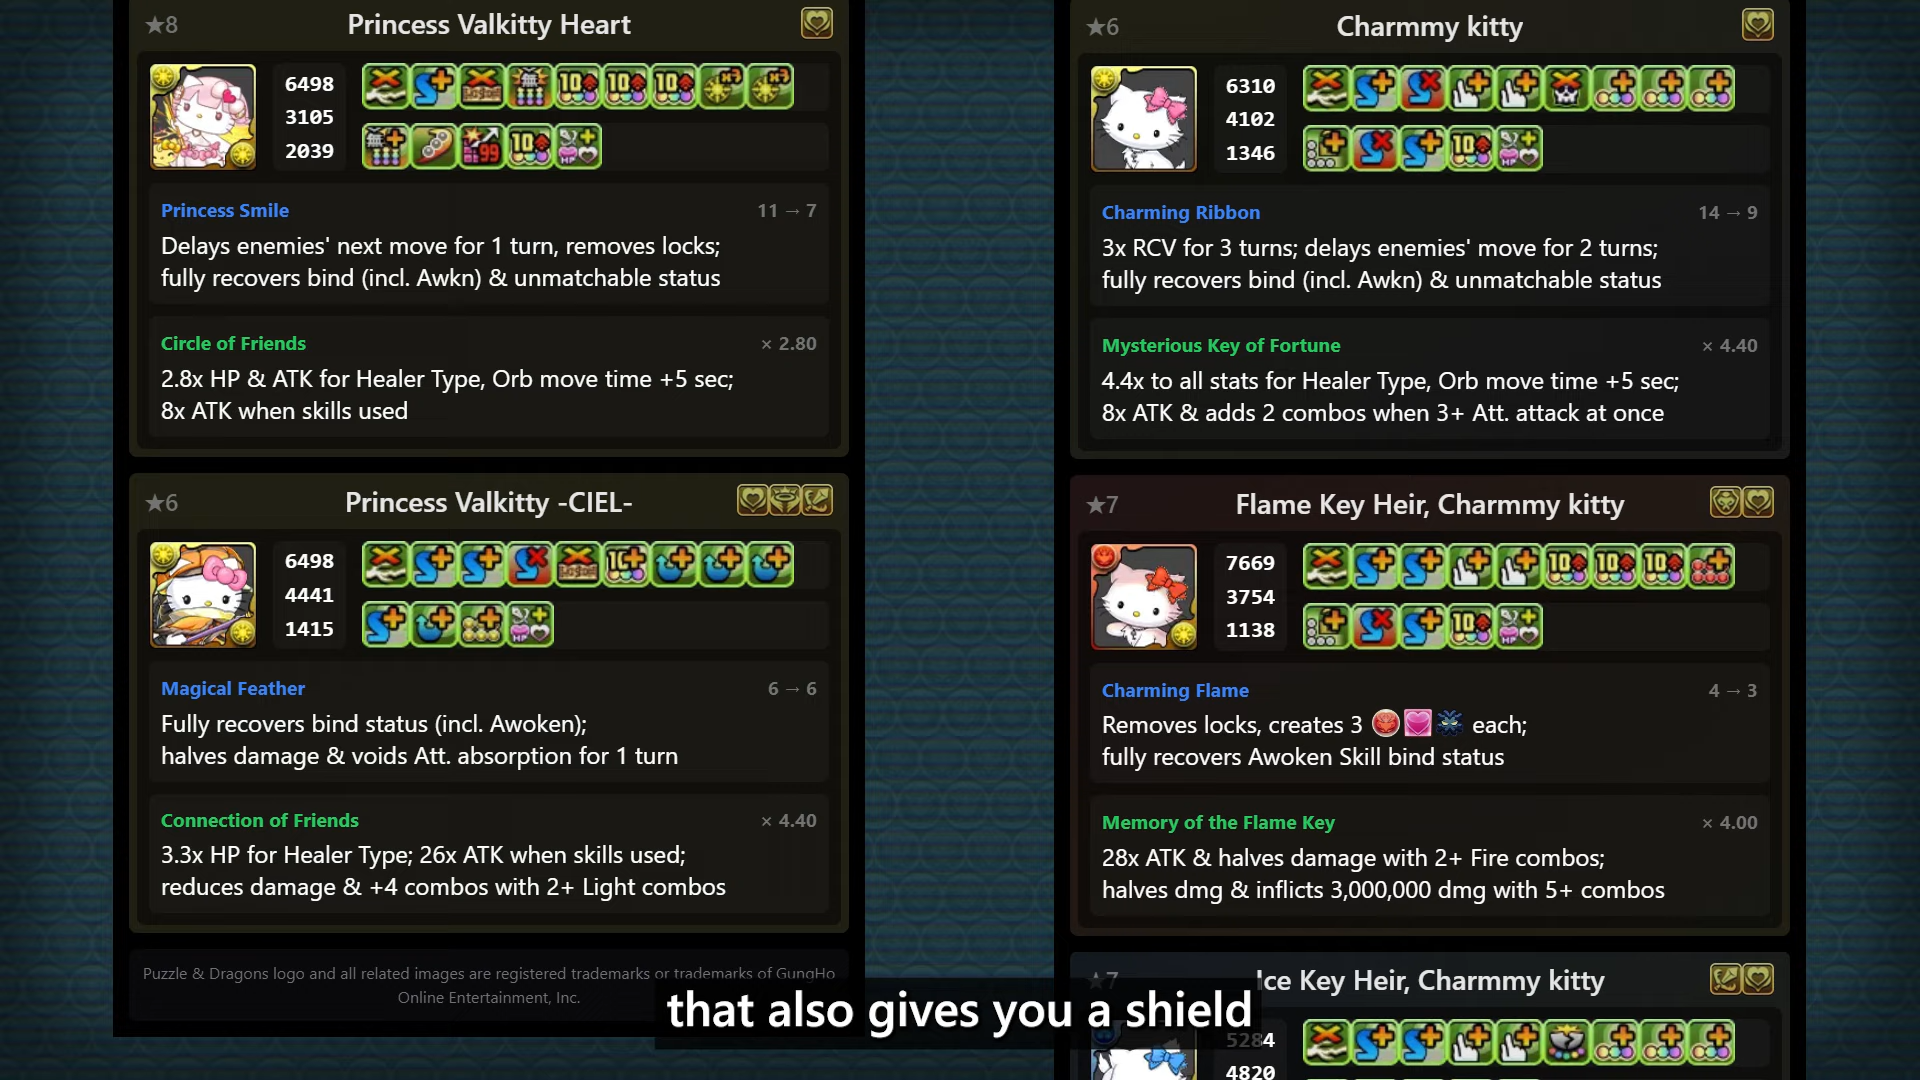 ★8 Princess Valkitty Heart
6498
3105
2039
Princess Smile 11 → 7
Delays enemies' next move for 1 turn, removes locks;
fully recovers bind (incl. Awkn) & unmatchable status
Circle of Friends × 2.80
2.8x HP & ATK for Healer Type, Orb move time +5 sec;
8x ATK when skills used
★6 Princess Valkitty -CIEL-
6498
4441
1415
Magical Feather 6 → 6
Fully recovers bind status (incl. Awoken);
halves damage & voids Att. absorption for 1 turn
Connection of Friends × 4.40
3.3x HP for Healer Type; 26x ATK when skills used;
reduces damage & +4 combos with 2+ Light combos
Puzzle & Dragons logo and all related images are registered trademarks or trademarks of GungHo
Online Entertainment, Inc.
★6 Charmmy kitty
6310
4102
1346
Charming Ribbon 14 → 9
3x RCV for 3 turns; delays enemies' move for 2 turns;
fully recovers bind (incl. Awkn) & unmatchable status
Mysterious Key of Fortune × 4.40
4.4x to all stats for Healer Type, Orb move time +5 sec;
8x ATK & adds 2 combos when 3+ Att. attack at once
★7 Flame Key Heir, Charmmy kitty
7669
3754
1138
Charming Flame 4 → 3
Removes locks, creates 3 each;
fully recovers Awoken Skill bind status
Memory of the Flame Key × 4.00
28x ATK & halves damage with 2+ Fire combos;
halves dmg & inflicts 3,000,000 dmg with 5+ combos
★7 Ice Key Heir, Charmmy kitty
5284
4820
that also gives you a shield